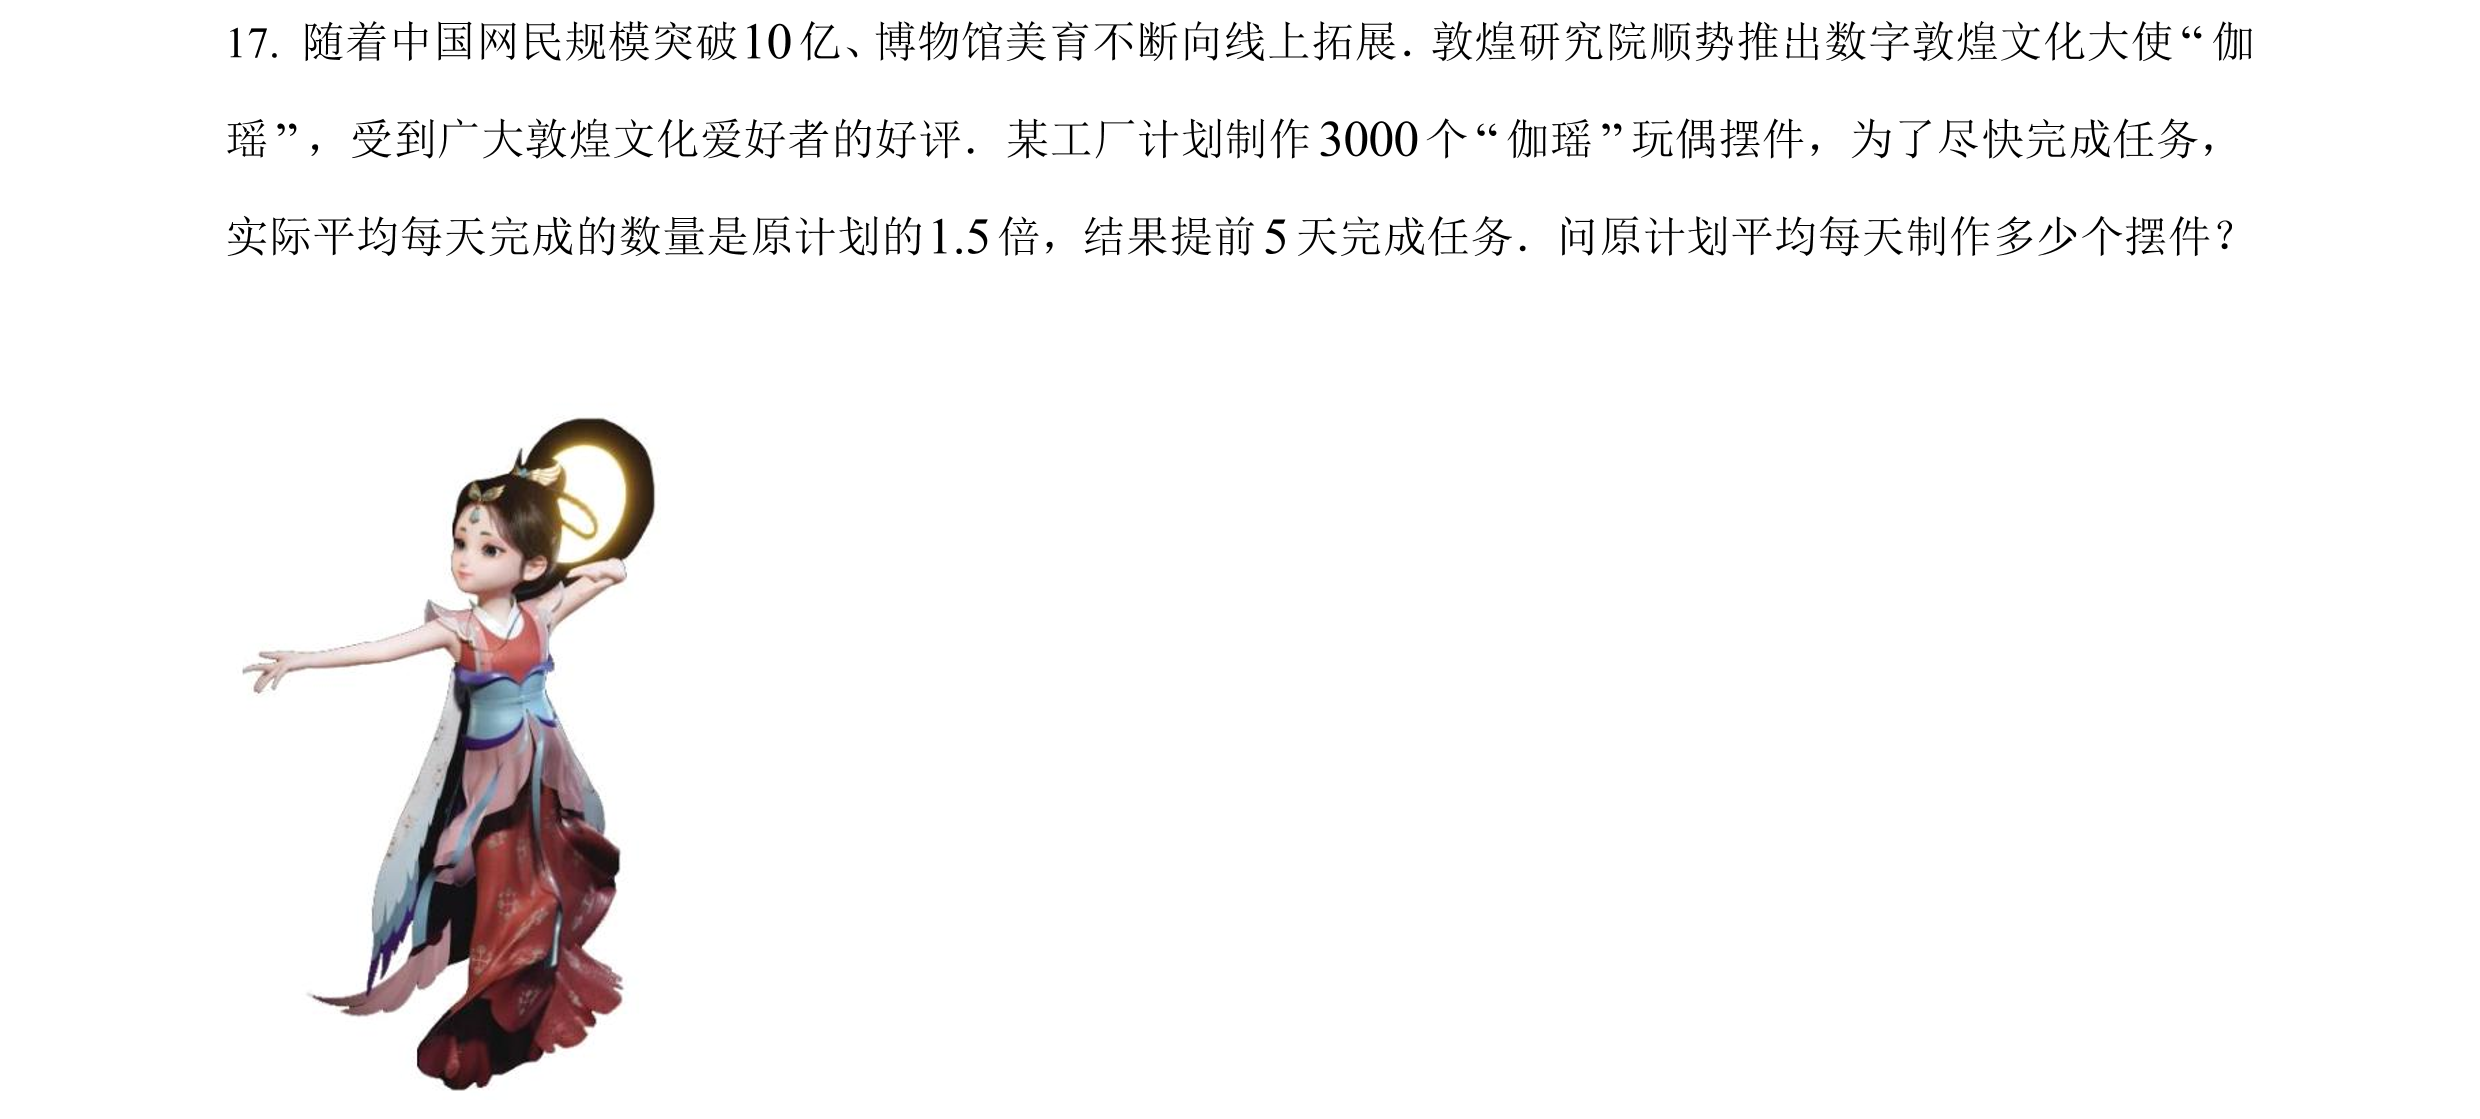 17. 随着中国网民规模突破10亿、博物馆美育不断向线上拓展．敦煌研究院顺势推出数字敦煌文化大使“伽
瑶”，受到广大敦煌文化爱好者的好评．某工厂计划制作3000个“伽瑶”玩偶摆件，为了尽快完成任务，
实际平均每天完成的数量是原计划的1.5倍，结果提前5天完成任务．问原计划平均每天制作多少个摆件？